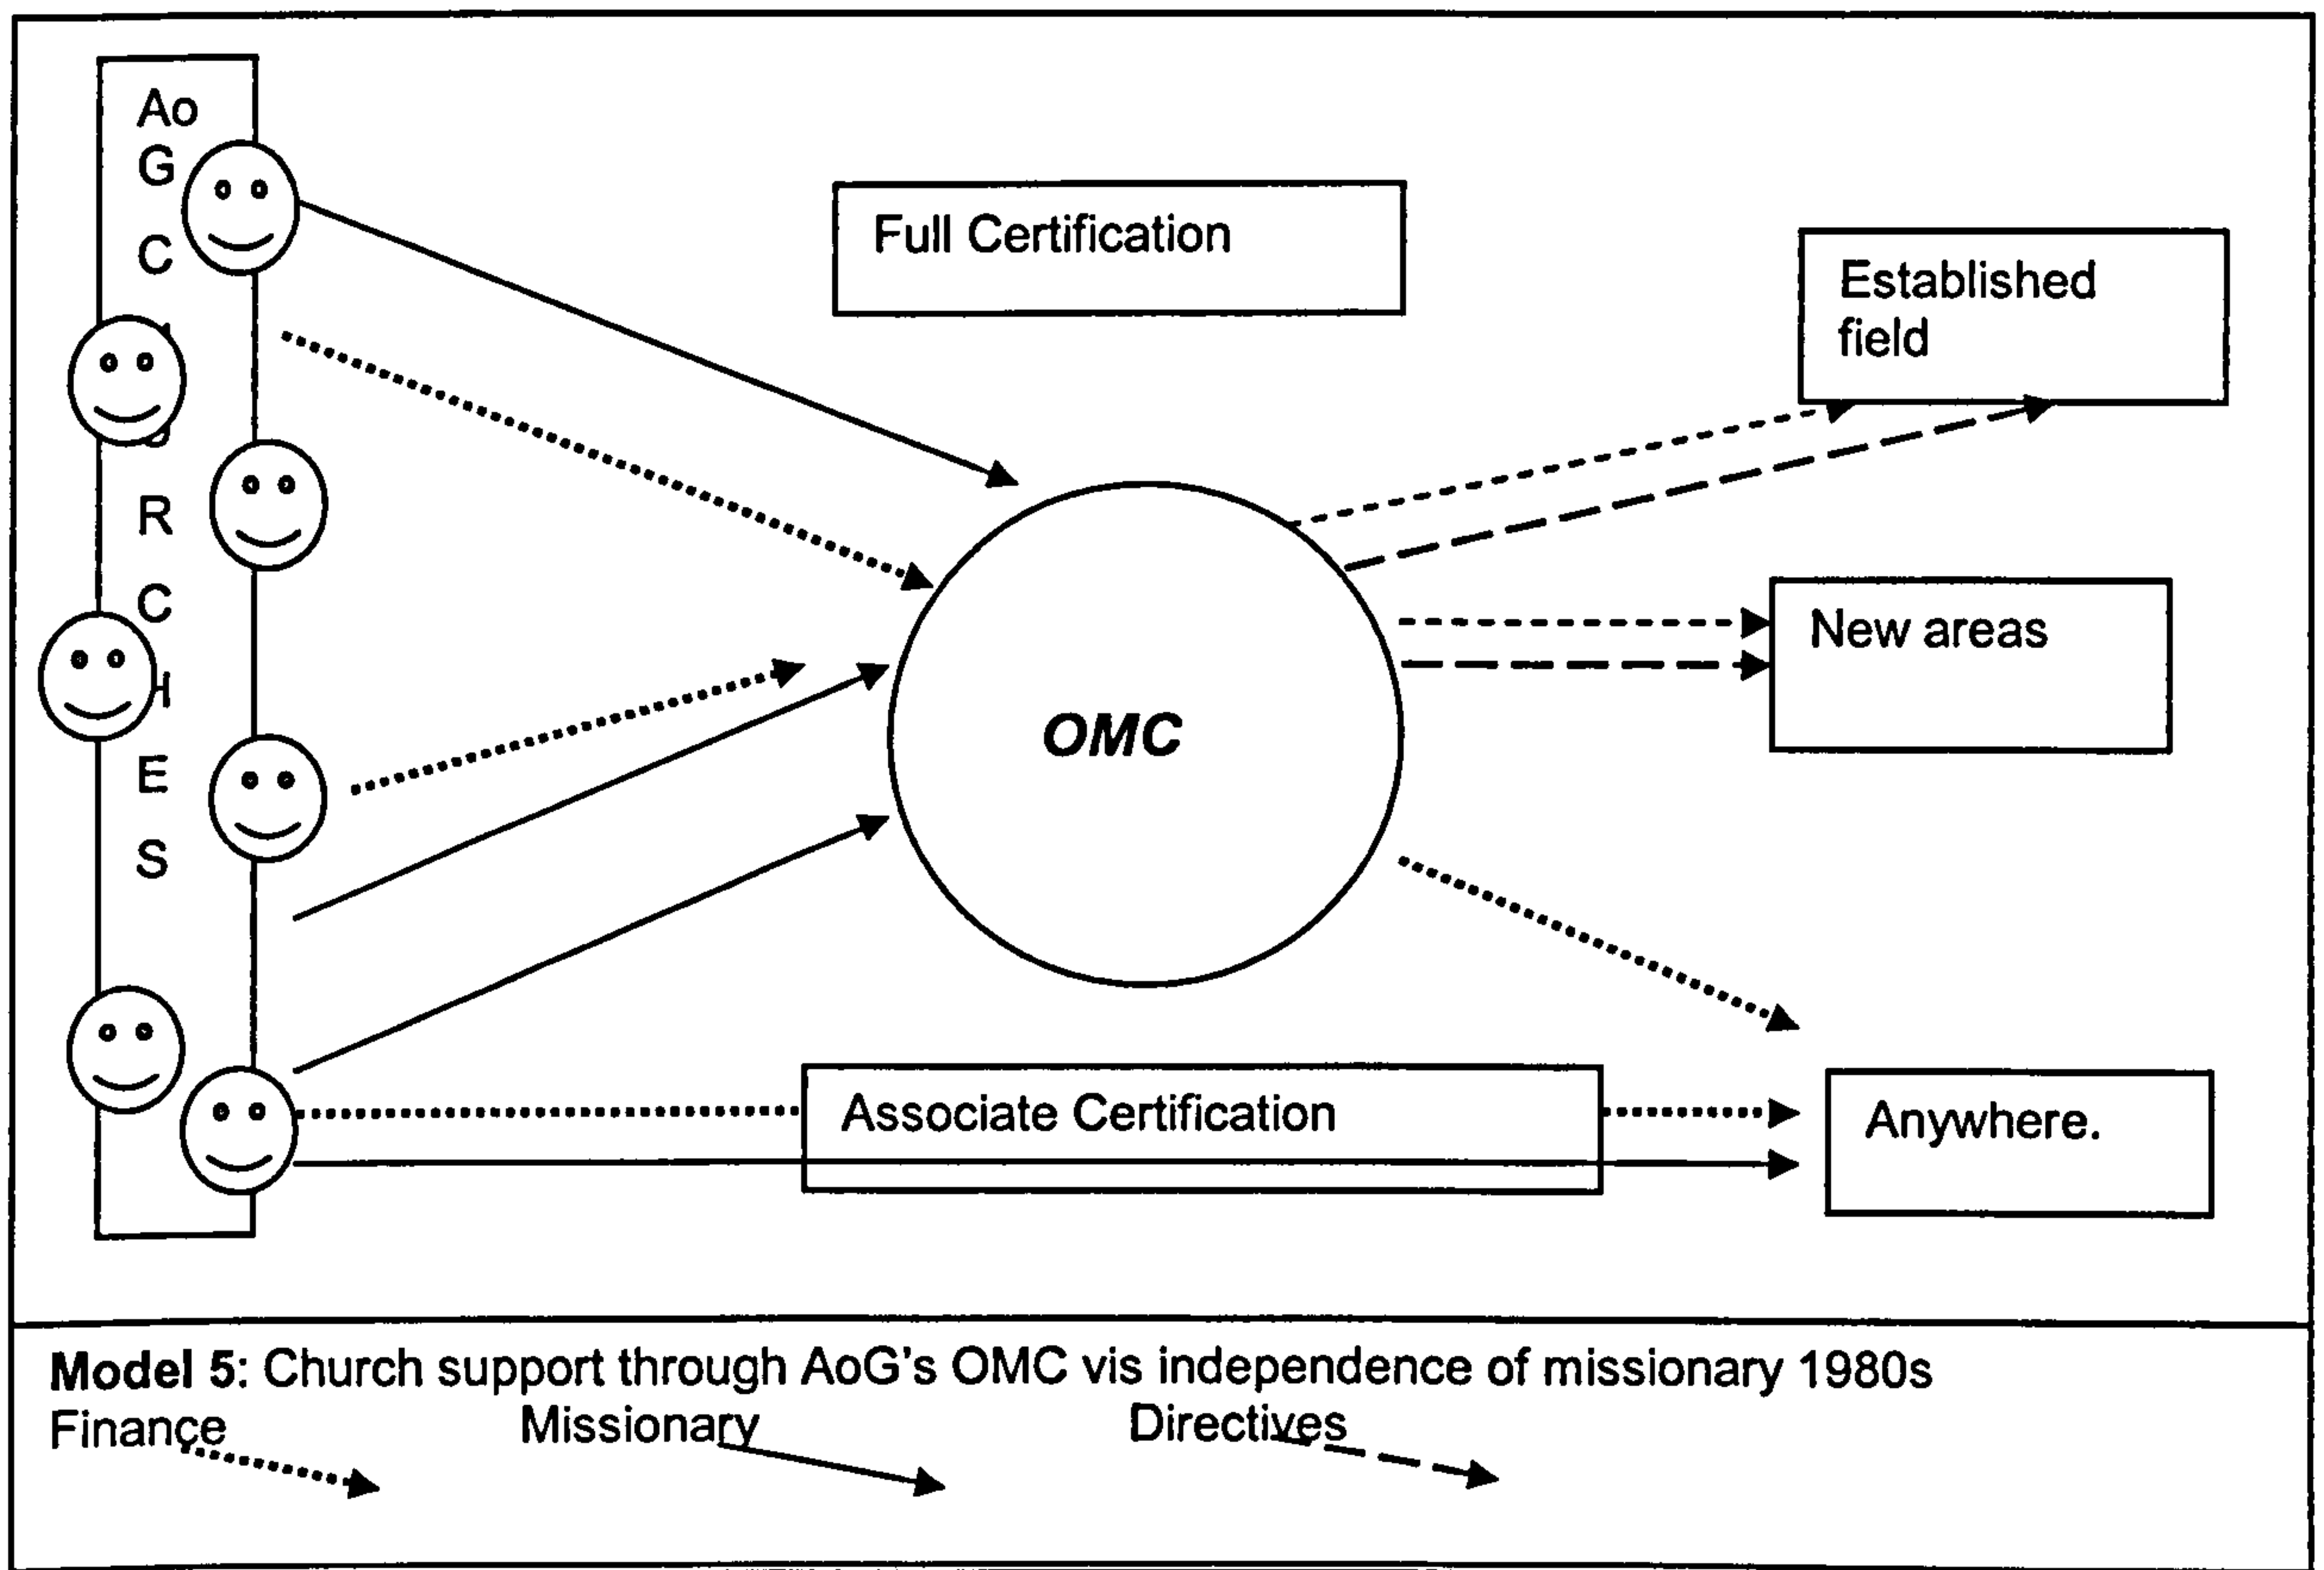 Ao
G
C
R
C
H
E
S
Full Certification
Established
field
New areas
OMC
Associate Certification
Anywhere.
Model 5: Church support through AoG's OMC vis independence of missionary 1980s
Finance Missionary Directives